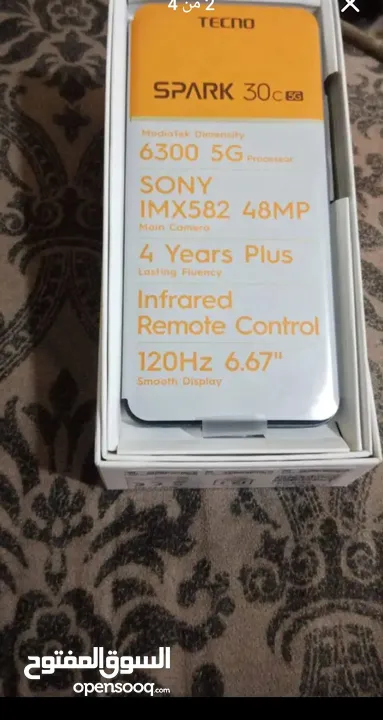 2 من 4
TECNO
SPARK 30C 5G
MediaTek Dimensity
6300 5G Processor
SONY
IMX582 48MP
Main Camera
4 Years Plus
Lasting Fluency
Infrared
Remote Control
120Hz 6.67"
Smooth Display
السوق المفتوح
opensooq.com